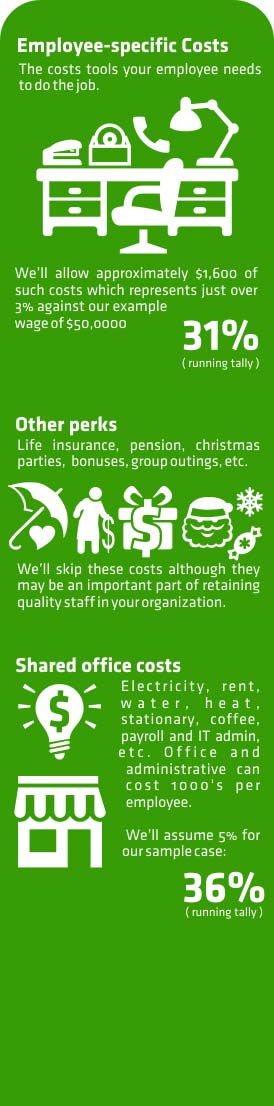 Employee-specific Costs
The costs tools your employee needs
to do the job.
We'll allow approximately $1,600 of
such costs which represents just over
3% against our example
wage of $50,0000
31%
( running tally )
Other perks
Life insurance, pension, christmas
parties, bonuses, group outings, etc.
$
$
We'll skip these costs although they
may be an important part of retaining
quality staff in your organization.
Shared office costs
$
Electricity, rent,
water, heat,
stationary, coffee,
payroll and IT admin,
etc. Office and
administrative can
cost 1000's per
employee.
We'll assume 5% for
our sample case:
36%
( running tally )